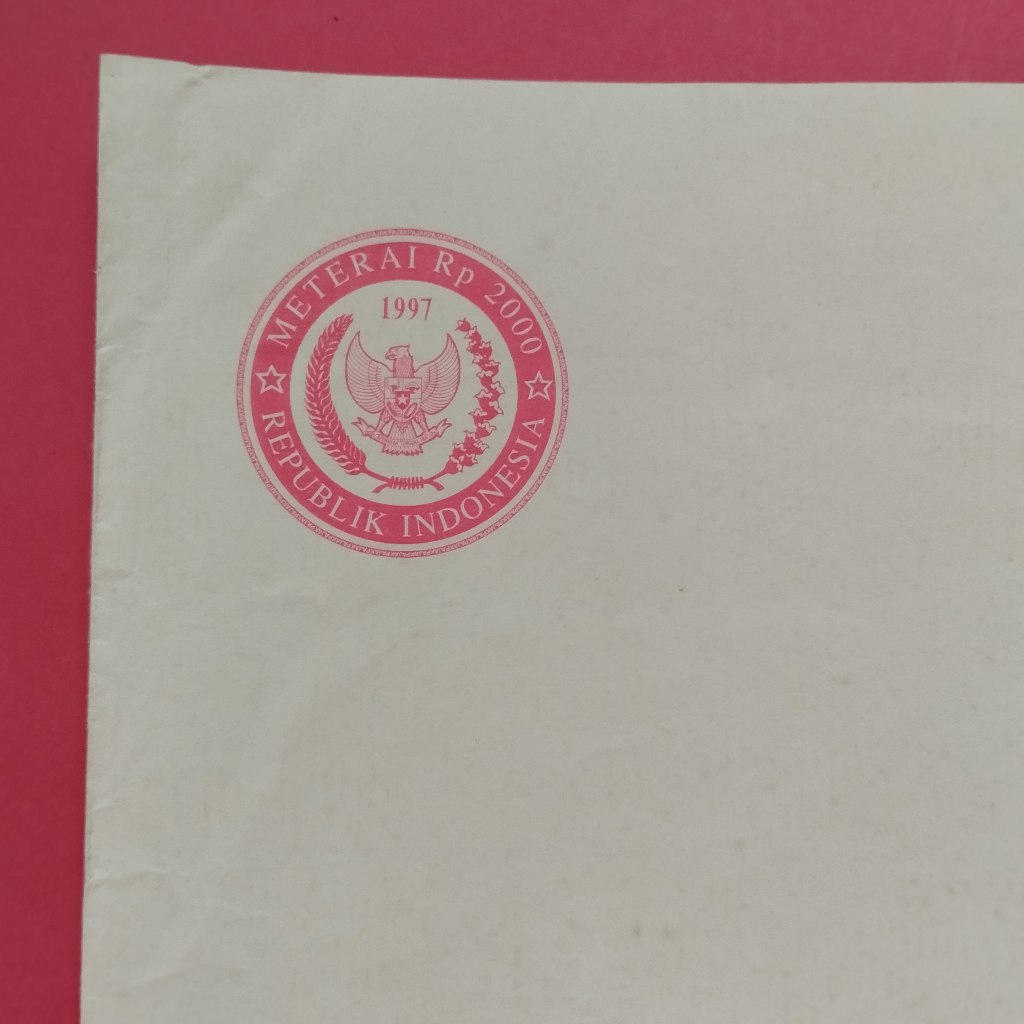 METERAI Rp 2000
1997
REPUBLIK INDONESIA